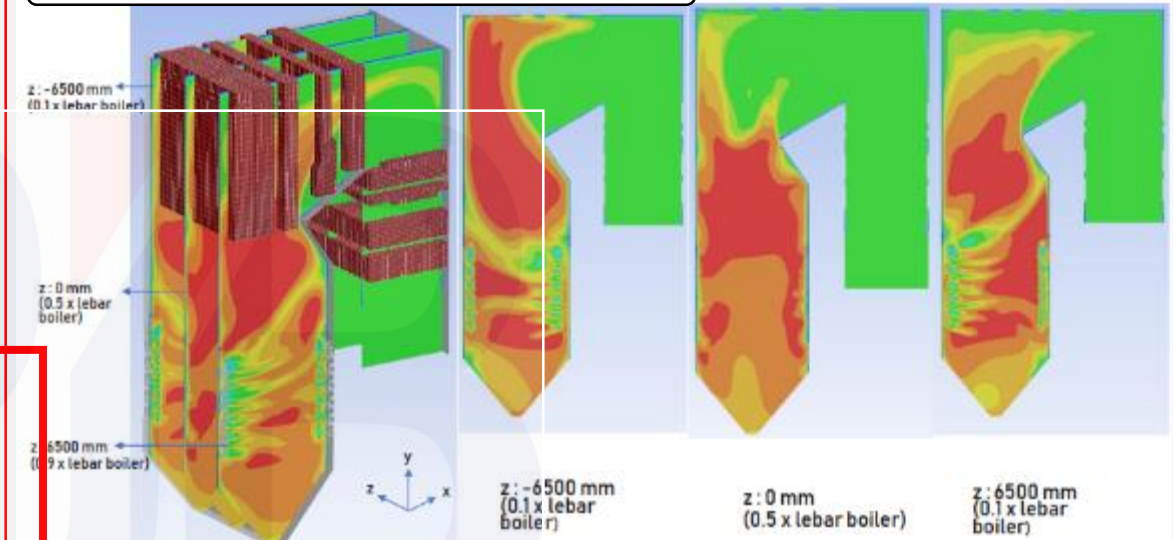 z : -6500 mm
(0.1 x lebar boiler)
z : 0 mm
(0.5 x lebar
boiler)
z : 6500 mm
(0.9 x lebar boiler)
y
z
x
z : -6500 mm
(0.1 x lebar
boiler)
z : 0 mm
(0.5 x lebar boiler)
z : 6500 mm
(0.1 x lebar
boiler)